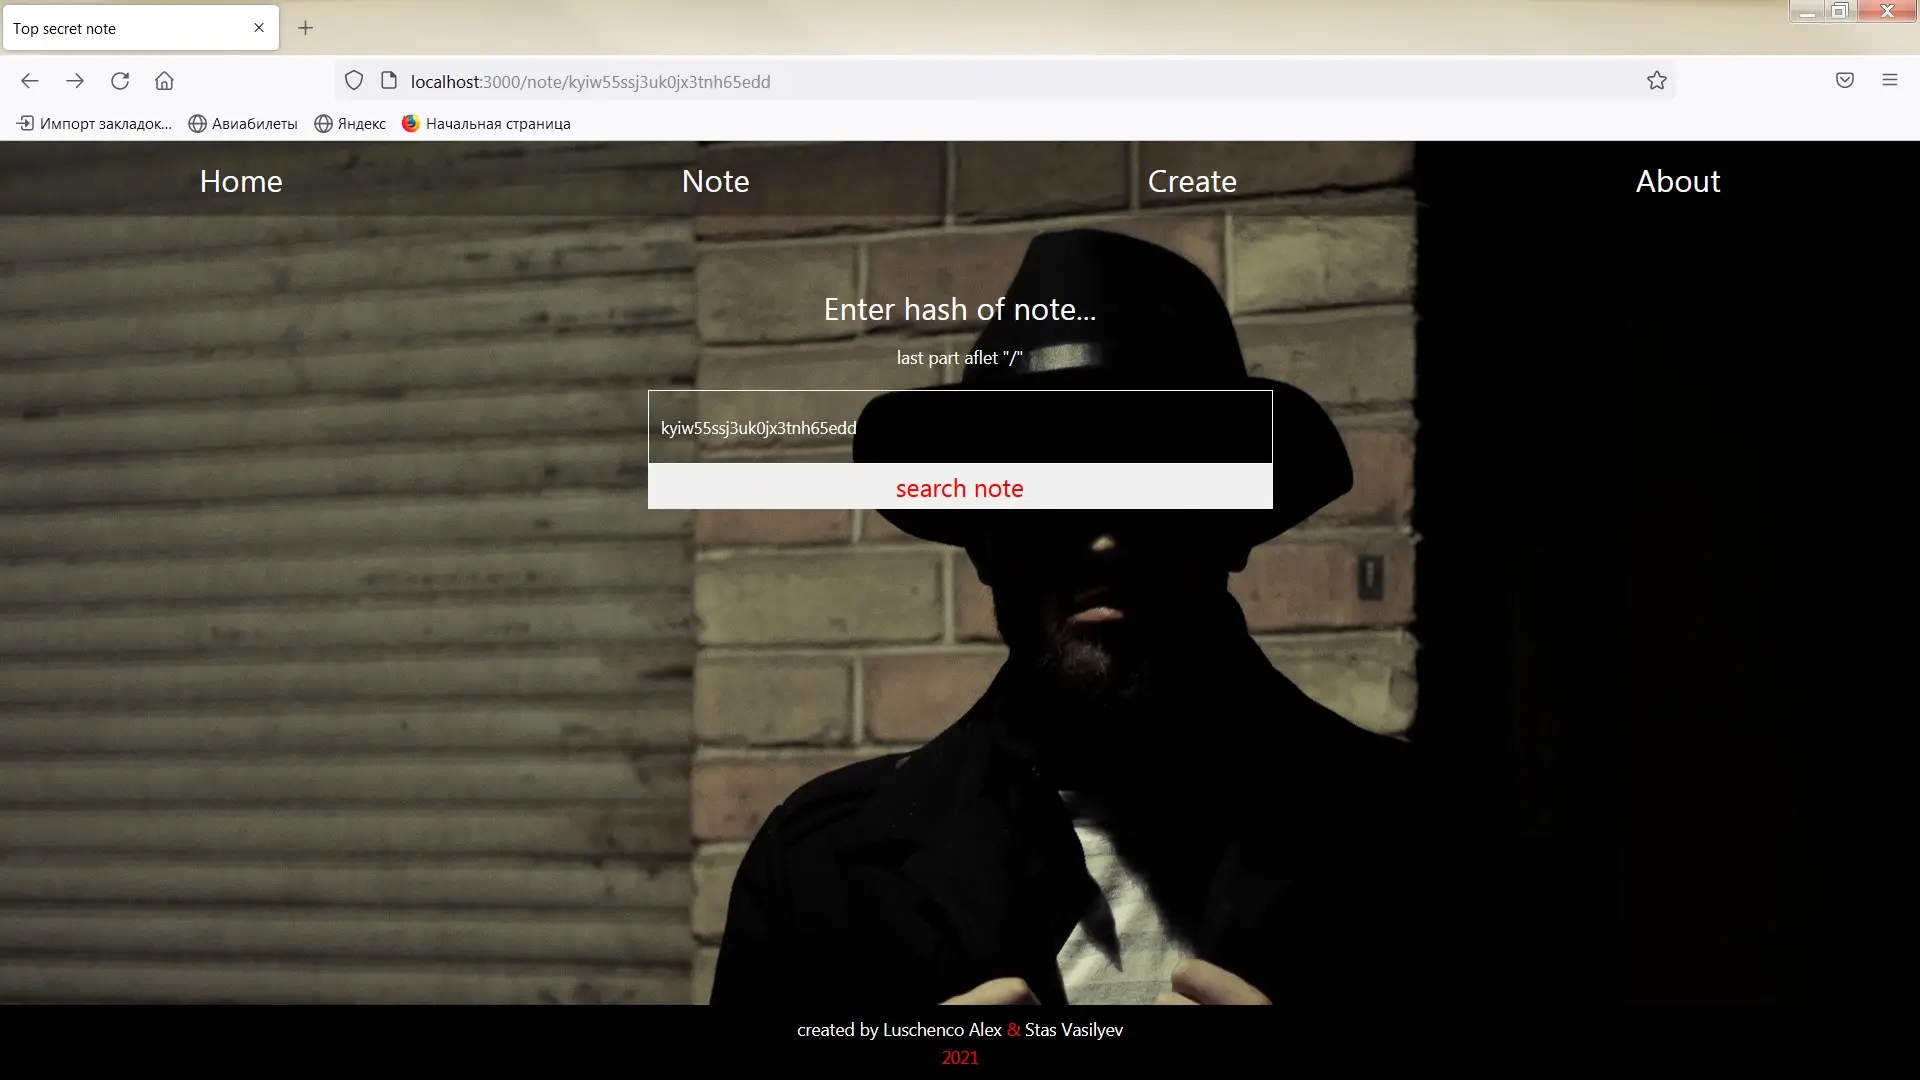 Top secret note
localhost:3000/note/kyiw55ssj3uk0jx3tnh65edd
Импорт закладок... Авиабилеты Яндекс Начальная страница
Home Note Create About
Enter hash of note...
last part aflet "/"
kyiw55ssj3uk0jx3tnh65edd
search note
created by Luschenco Alex & Stas Vasilyev
2021